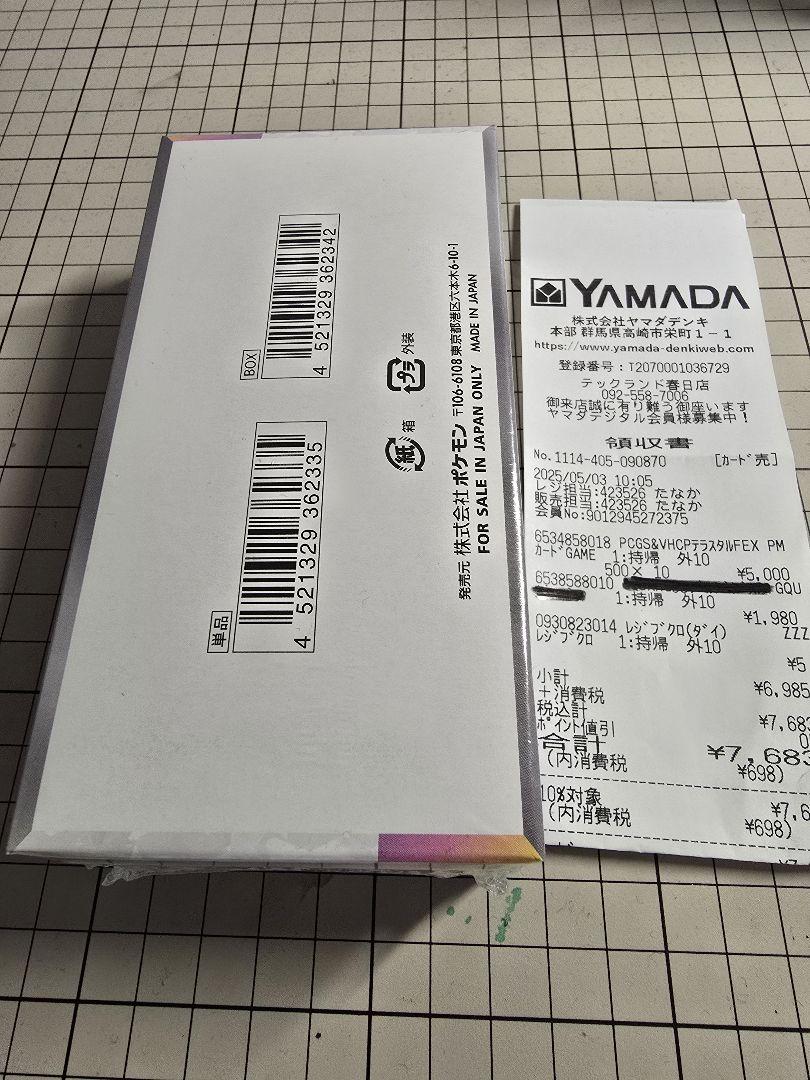 BOX
4 521329 362342
単品
4 521329 362335
プラ 外装
紙 箱
発売元 株式会社 ポケモン 〒106-6108 東京都港区六本木6-10-1
FOR SALE IN JAPAN ONLY MADE IN JAPAN
YAMADA
株式会社ヤマダデンキ
本部 群馬県高崎市栄町1-1
https://www.yamada-denkiweb.com
登録番号:T2070001036729
テックランド春日店
092-558-7006
御来店誠に有り難う御座います
ヤマダデジタル会員様募集中!
領収書
No.1114-405-090870 [カード売]
2025/05/03 10:05
レジ担当:423526 たなか
販売担当:423526 たなか
会員No:9012945272375
6534858018 PCGS&VHCPテラスタルFEX PM
カードGAME 1:持帰 外10
500× 10 ¥5,000
6538588010 GQU
1:持帰 外10
¥1,980
0930823014 レジブクロ(ダイ) ZZZ
レジブクロ 1:持帰 外10
¥5
小計 ¥6,985
+消費税
税込計 ¥7,683
ポイント値引 0
合計 ¥7,683
(内消費税 ¥698)
10%対象 ¥7,6
(内消費税 ¥698)